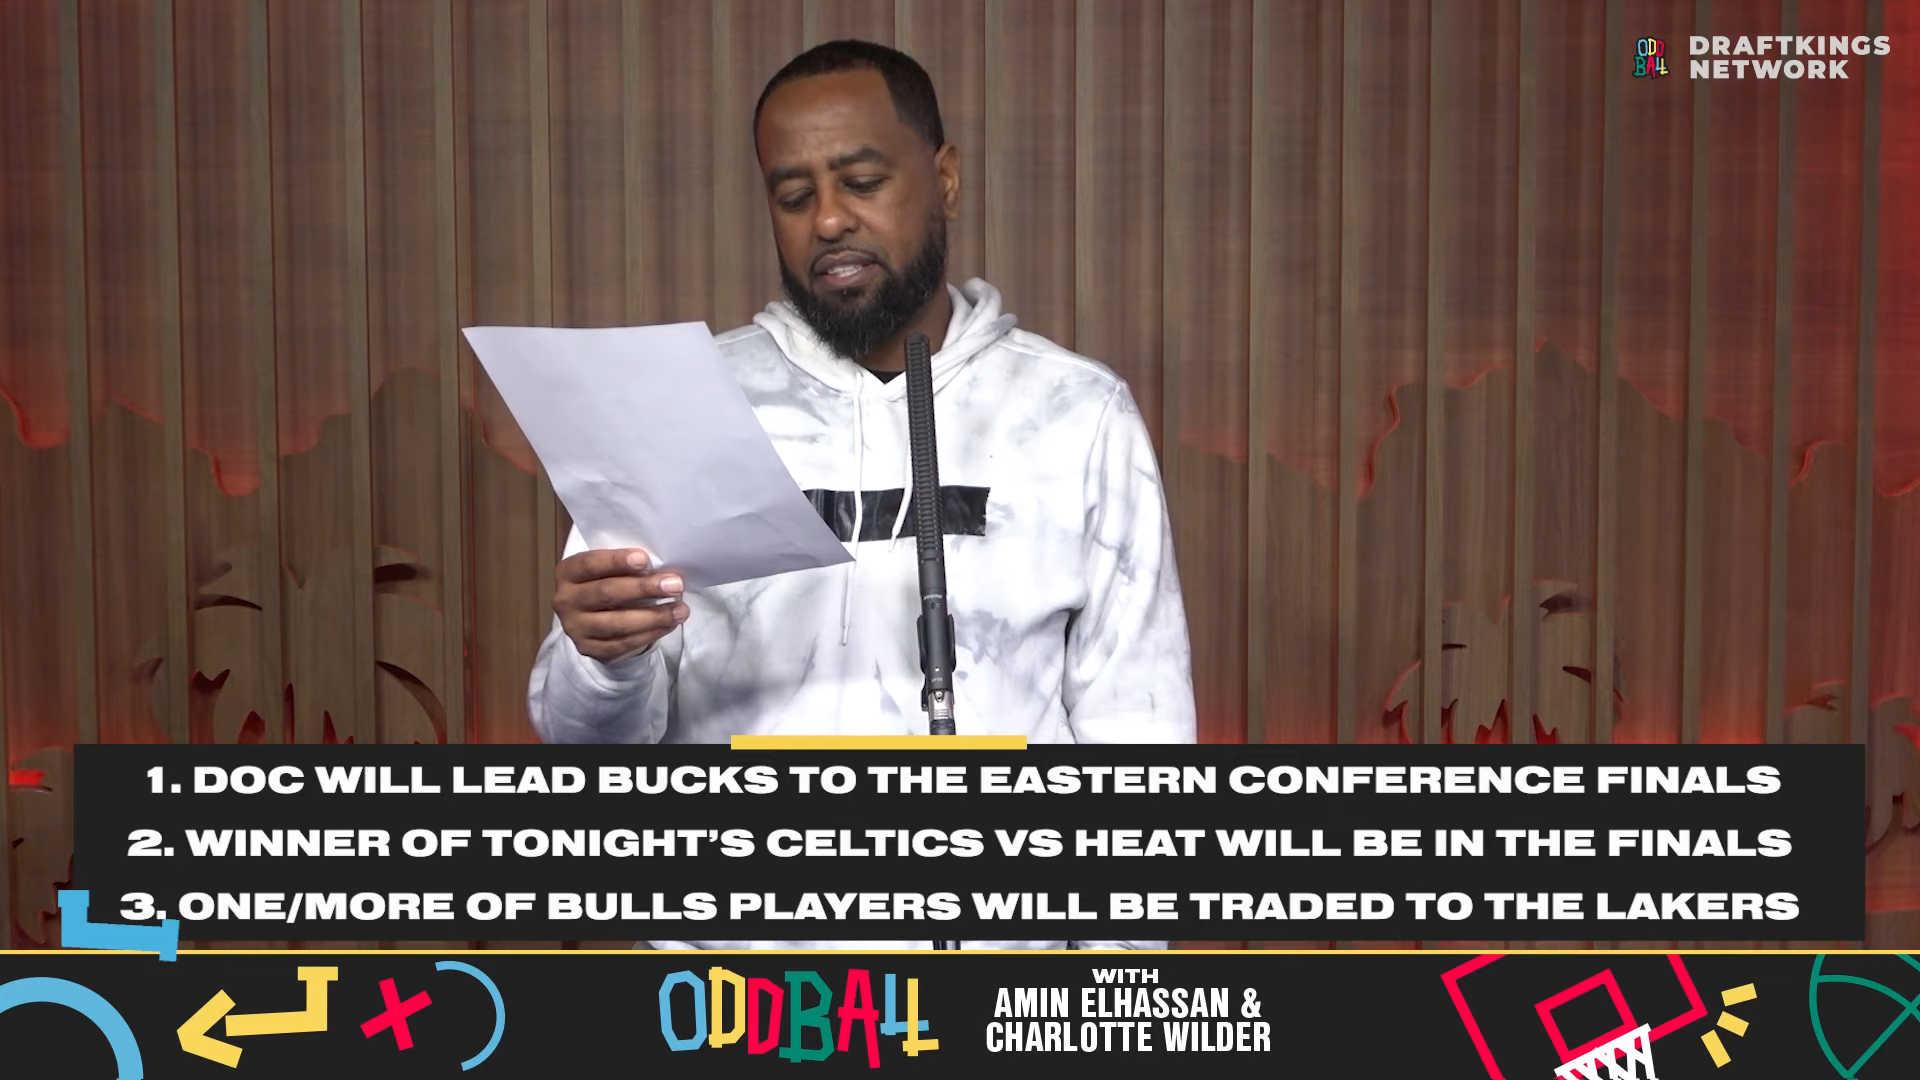 ODD
BALL
DRAFTKINGS
NETWORK
1. DOC WILL LEAD BUCKS TO THE EASTERN CONFERENCE FINALS
2. WINNER OF TONIGHT'S CELTICS VS HEAT WILL BE IN THE FINALS
3. ONE/MORE OF BULLS PLAYERS WILL BE TRADED TO THE LAKERS
ODDBALL
WITH
AMIN ELHASSAN &
CHARLOTTE WILDER